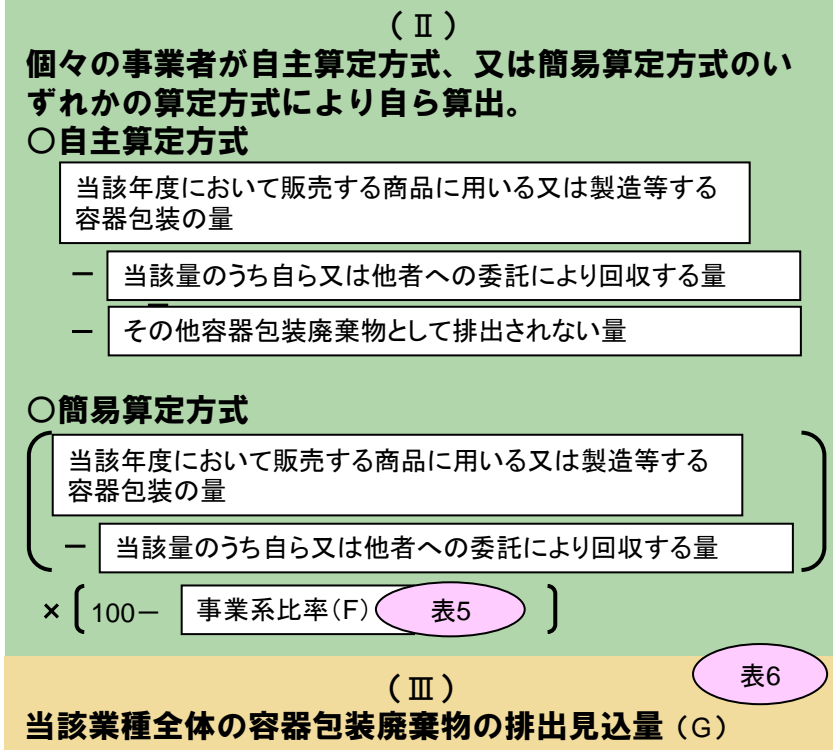 （Ⅱ）
個々の事業者が自主算定方式、又は簡易算定方式のい
ずれかの算定方式により自ら算出。
○自主算定方式
当該年度において販売する商品に用いる又は製造等する
容器包装の量
－ 当該量のうち自ら又は他者への委託により回収する量
－ その他容器包装廃棄物として排出されない量
○簡易算定方式
当該年度において販売する商品に用いる又は製造等する
容器包装の量
－ 当該量のうち自ら又は他者への委託により回収する量
×〔100－ 事業系比率（F） 表5 〕
表6
（Ⅲ）
当該業種全体の容器包装廃棄物の排出見込量（G）